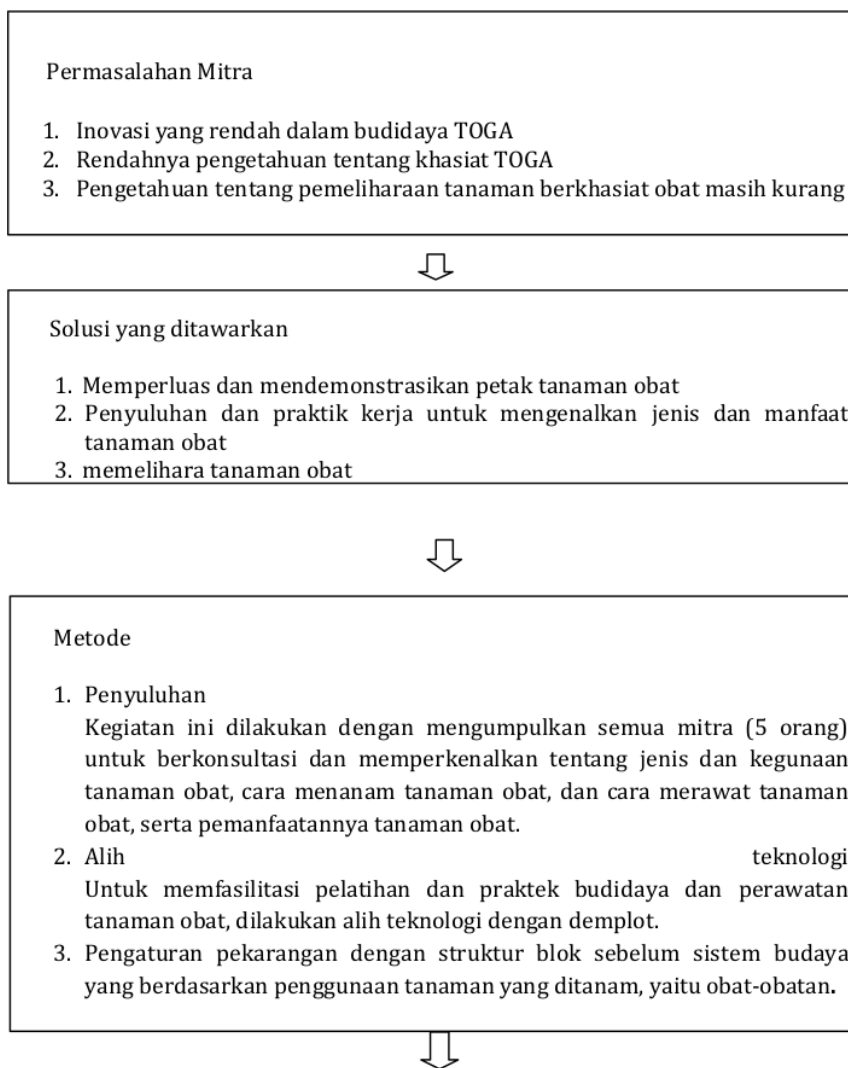 Permasalahan Mitra
1. Inovasi yang rendah dalam budidaya TOGA
2. Rendahnya pengetahuan tentang khasiat TOGA
3. Pengetahuan tentang pemeliharaan tanaman berkhasiat obat masih kurang
Solusi yang ditawarkan
1. Memperluas dan mendemonstrasikan petak tanaman obat
2. Penyuluhan dan praktik kerja untuk mengenalkan jenis dan manfaat
tanaman obat
3. memelihara tanaman obat
Metode
1. Penyuluhan
Kegiatan ini dilakukan dengan mengumpulkan semua mitra (5 orang)
untuk berkonsultasi dan memperkenalkan tentang jenis dan kegunaan
tanaman obat, cara menanam tanaman obat, dan cara merawat tanaman
obat, serta pemanfaatannya tanaman obat.
2. Alih teknologi
Untuk memfasilitasi pelatihan dan praktek budidaya dan perawatan
tanaman obat, dilakukan alih teknologi dengan demplot.
3. Pengaturan pekarangan dengan struktur blok sebelum sistem budaya
yang berdasarkan penggunaan tanaman yang ditanam, yaitu obat-obatan.